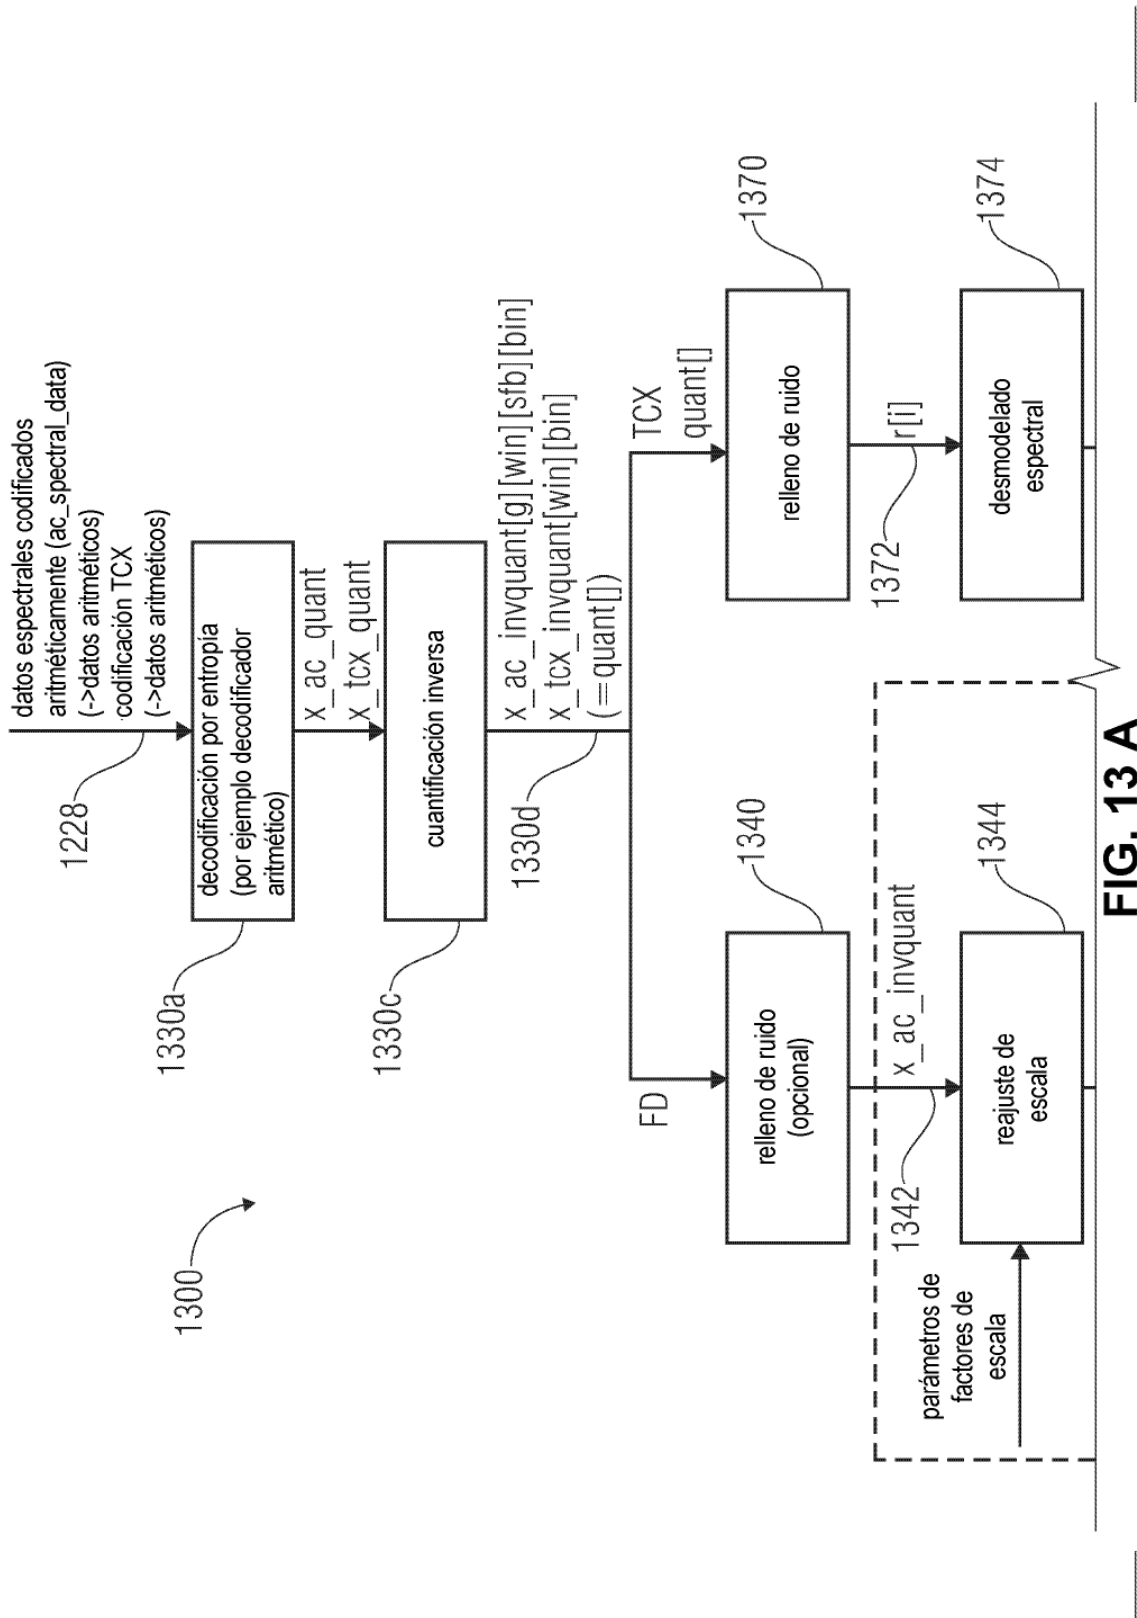 datos espectrales codificados
aritméticamente (ac_spectral_data)
(->datos aritméticos)
codificación TCX
(->datos aritméticos)
1228
decodificación por entropía
(por ejemplo decodificador
aritmético)
1330a
x_ac_quant
x_tcx_quant
cuantificación inversa
1330c
x_ac_invquant[g][win][sfb][bin]
x_tcx_invquant[win][bin]
(=quant[])
1330d
1300
FD
TCX
quant[]
relleno de ruido
(opcional)
1340
relleno de ruido
1370
x_ac_invquant
1342
r[i]
1372
parámetros de
factores de
escala
reajuste de
escala
1344
desmodelado
espectral
1374
FIG. 13 A